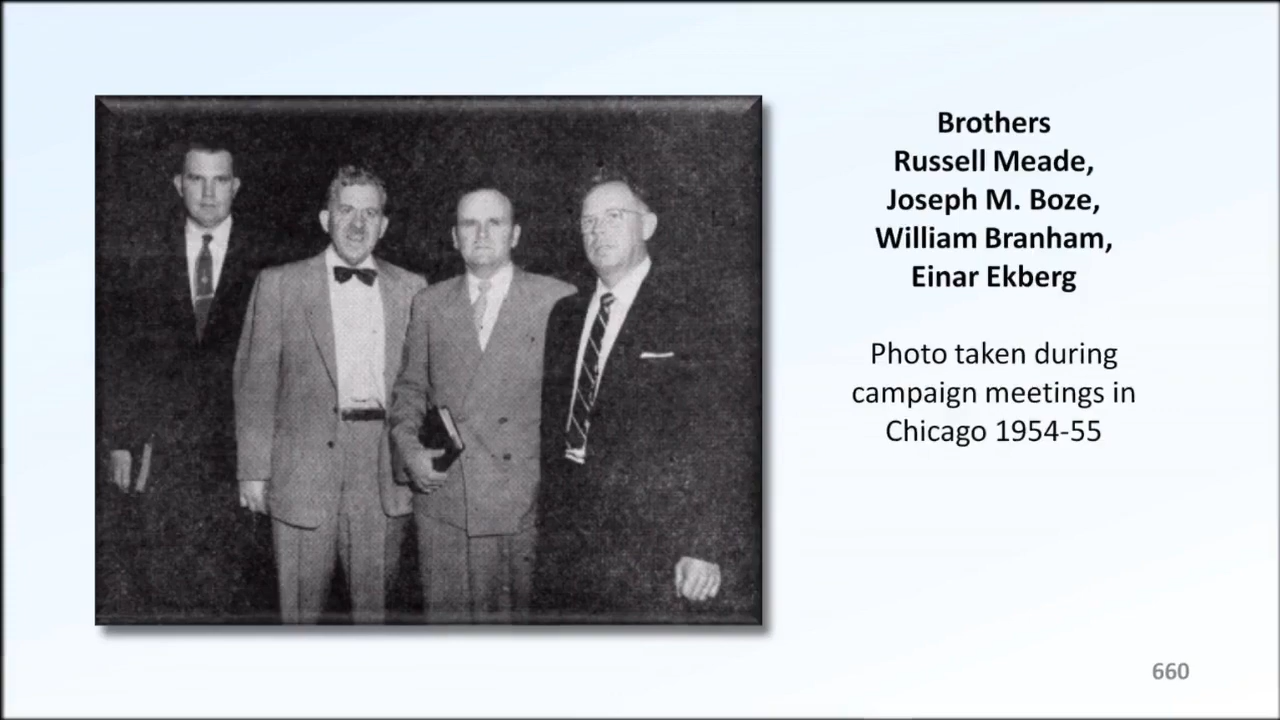 Brothers
Russell Meade,
Joseph M. Boze,
William Branham,
Einar Ekberg
Photo taken during
campaign meetings in
Chicago 1954-55
660